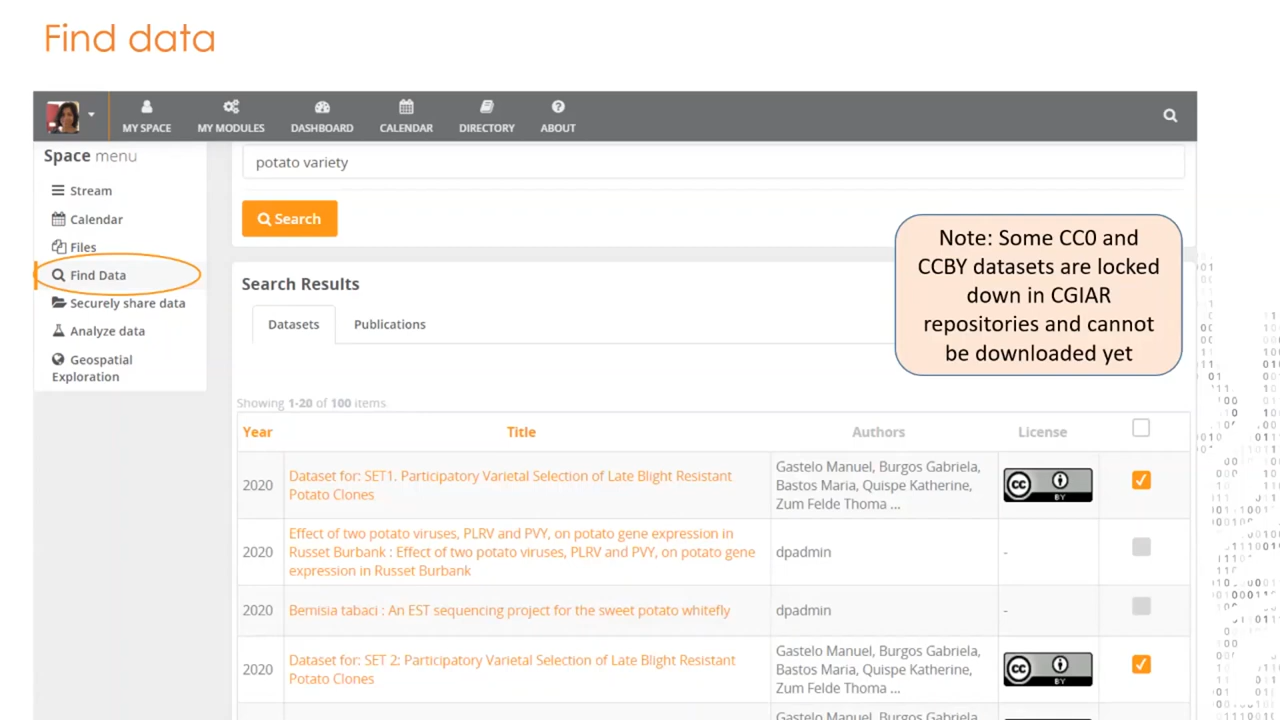 Find data
MY SPACE
MY MODULES
DASHBOARD
CALENDAR
DIRECTORY
ABOUT
Space menu
Stream
Calendar
Files
Find Data
Securely share data
Analyze data
Geospatial
Exploration
potato variety
Search
Note: Some CC0 and
CCBY datasets are locked
down in CGIAR
repositories and cannot
be downloaded yet
Search Results
Datasets
Publications
Showing 1-20 of 100 items
Year
Title
Authors
License
2020
Dataset for: SET1. Participatory Varietal Selection of Late Blight Resistant
Potato Clones
Gastelo Manuel, Burgos Gabriela,
Bastos Maria, Quispe Katherine,
Zum Felde Thoma ...
cc
BY
2020
Effect of two potato viruses, PLRV and PVY, on potato gene expression in
Russet Burbank : Effect of two potato viruses, PLRV and PVY, on potato gene
expression in Russet Burbank
dpadmin
-
2020
Bemisia tabaci : An EST sequencing project for the sweet potato whitefly
dpadmin
-
2020
Dataset for: SET 2: Participatory Varietal Selection of Late Blight Resistant
Potato Clones
Gastelo Manuel, Burgos Gabriela,
Bastos Maria, Quispe Katherine,
Zum Felde Thoma ...
cc
BY
Gastelo Manuel, Burgos Gabriela,